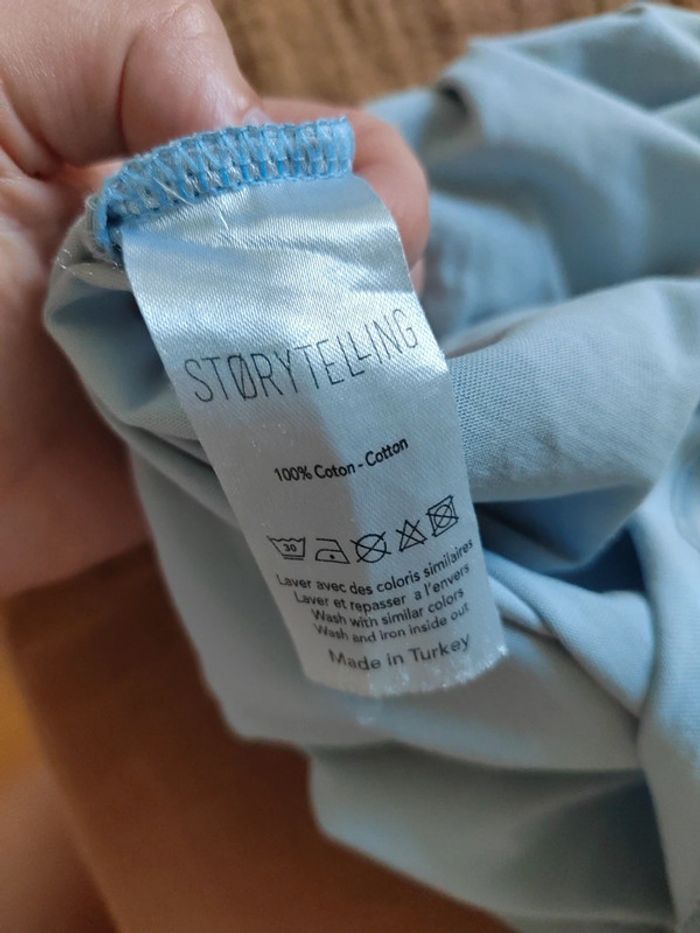 STØRYTELLING
100% Coton - Cotton
30
Laver avec des coloris similaires
Laver et repasser a l'envers
Wash with similar colors
Wash and Iron inside out
Made in Turkey